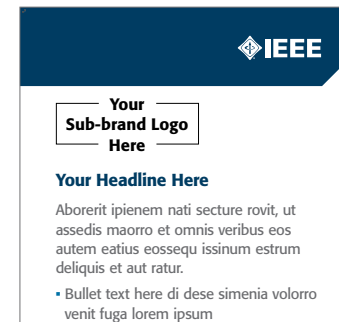 IEEE
Your
Sub-brand Logo
Here
Your Headline Here
Aborerit ipienem nati secture rovit, ut
assedis maorro et omnis veribus eos
autem eatius eossequ issinum estrum
deliquis et aut ratur.
▪ Bullet text here di dese simenia volorro
venit fuga lorem ipsum